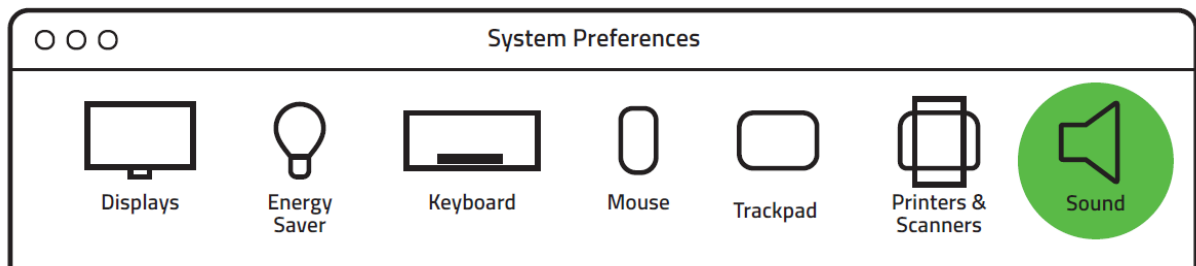 System Preferences
Displays
Energy
Saver
Keyboard
Mouse
Trackpad
Printers &
Scanners
Sound